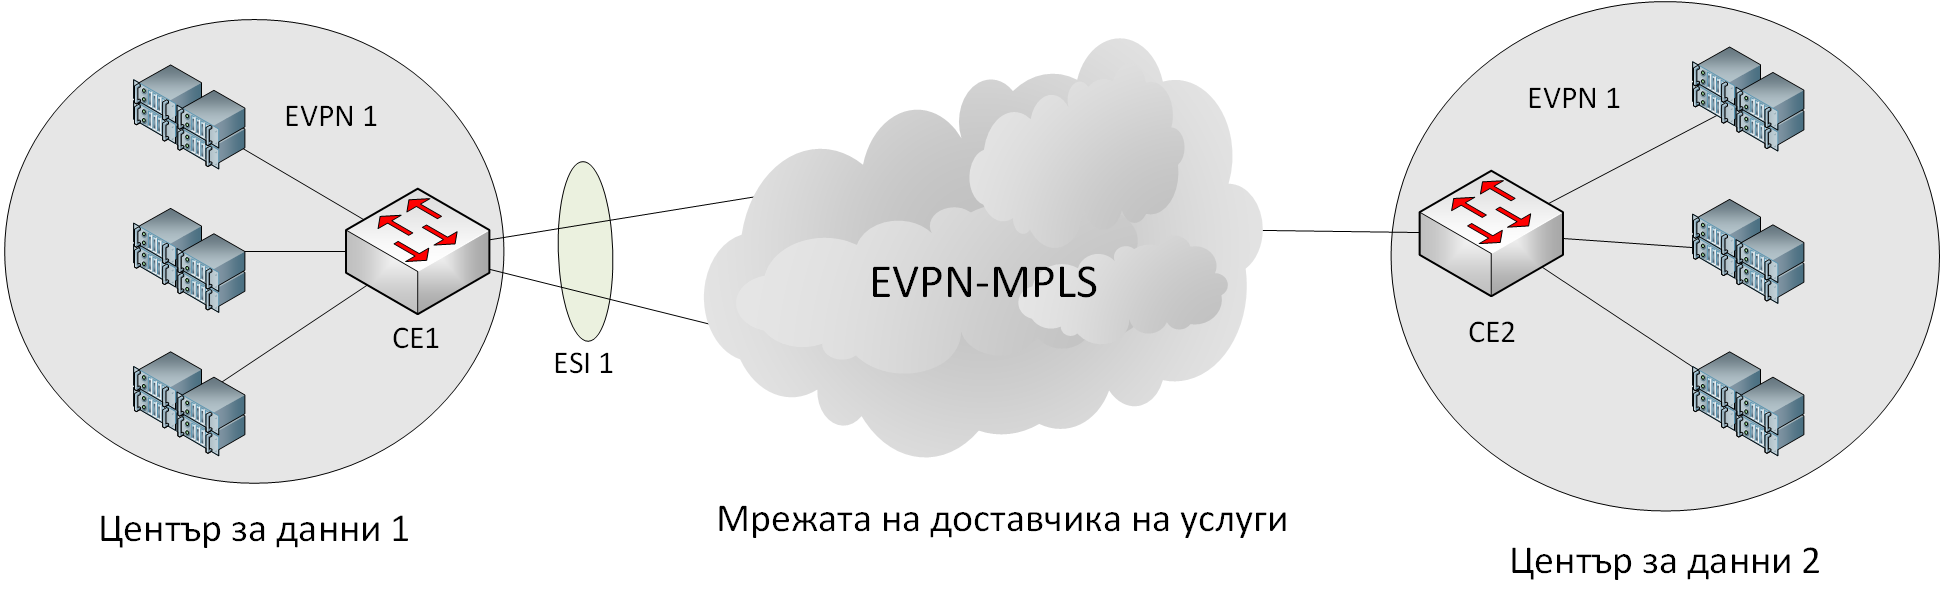 EVPN 1
CE1
ESI 1
EVPN-MPLS
EVPN 1
CE2
Център за данни 1
Мрежата на доставчика на услуги
Център за данни 2